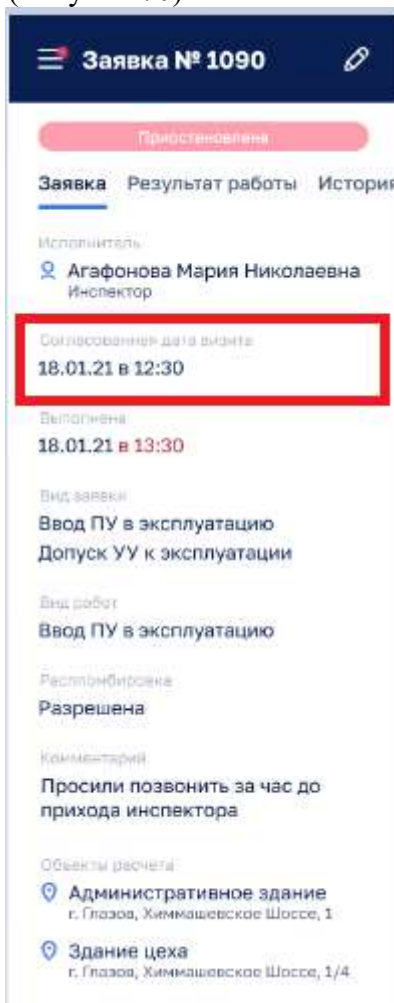 Заявка № 1090
Приостановлена
Заявка Результат работы История
Исполнитель
Агафонова Мария Николаевна
Инспектор
Согласованная дата визита
18.01.21 в 12:30
Выполнена
18.01.21 в 13:30
Вид заявки
Ввод ПУ в эксплуатацию
Допуск УУ к эксплуатации
Вид работ
Ввод ПУ в эксплуатацию
Распломбировка
Разрешена
Комментарий
Просили позвонить за час до
прихода инспектора
Объекты расчета
Административное здание
г. Глазов, Химмашевское Шоссе, 1
Здание цеха
г. Глазов, Химмашевское Шоссе, 1/4